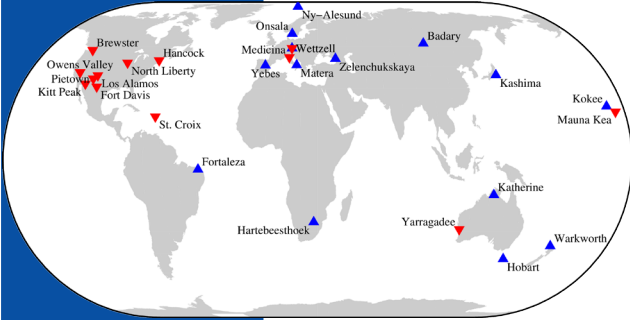 Ny-Alesund
Onsala
Brewster
Badary
Medicina
Wettzell
Hancock
Owens Valley
North Liberty
Zelenchukskaya
Yebes
Matera
Pietown
Los Alamos
Kashima
Kitt Peak
Fort Davis
Kokee
Mauna Kea
St. Croix
Fortaleza
Katherine
Yarragadee
Hartebeesthoek
Warkworth
Hobart